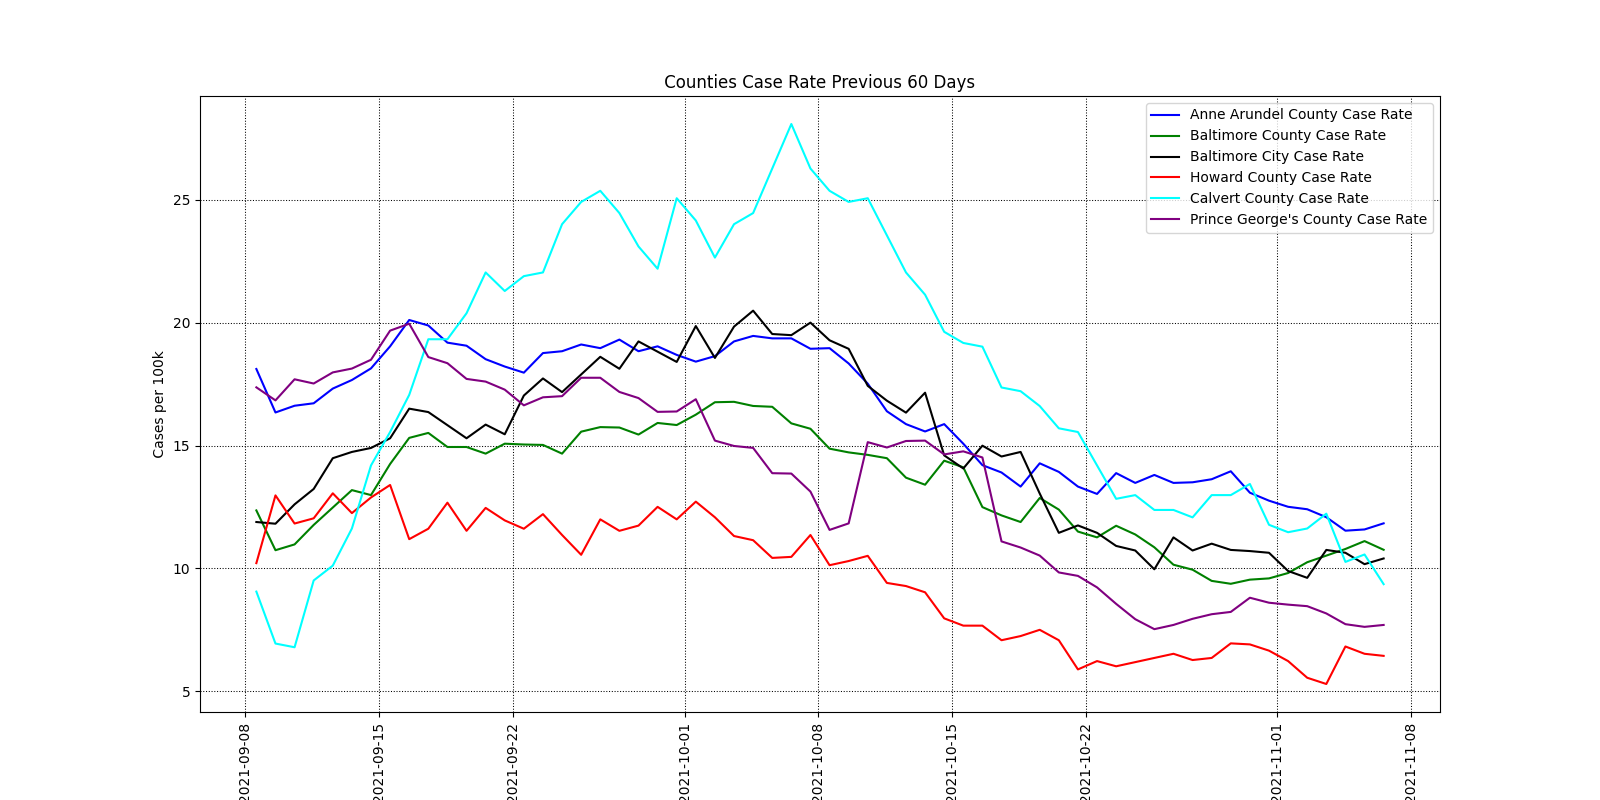 Counties Case Rate Previous 60 Days
Anne Arundel County Case Rate
Baltimore County Case Rate
Baltimore City Case Rate
Howard County Case Rate
Calvert County Case Rate
Prince George's County Case Rate
Cases per 100k
25
20
15
10
5
2021-09-08
2021-09-15
2021-09-22
2021-10-01
2021-10-08
2021-10-15
2021-10-22
2021-11-01
2021-11-08